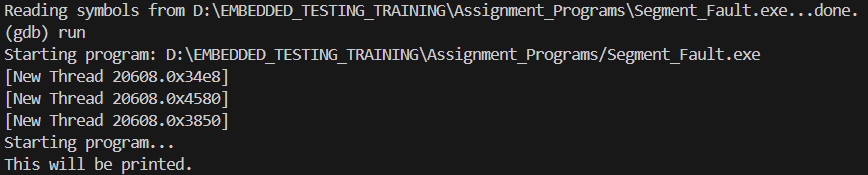 Reading symbols from D:\EMBEDDED_TESTING_TRAINING\Assignment_Programs\Segment_Fault.exe...done.
(gdb) run
Starting program: D:\EMBEDDED_TESTING_TRAINING\Assignment_Programs/Segment_Fault.exe
[New Thread 20608.0x34e8]
[New Thread 20608.0x4580]
[New Thread 20608.0x3850]
Starting program...
This will be printed.